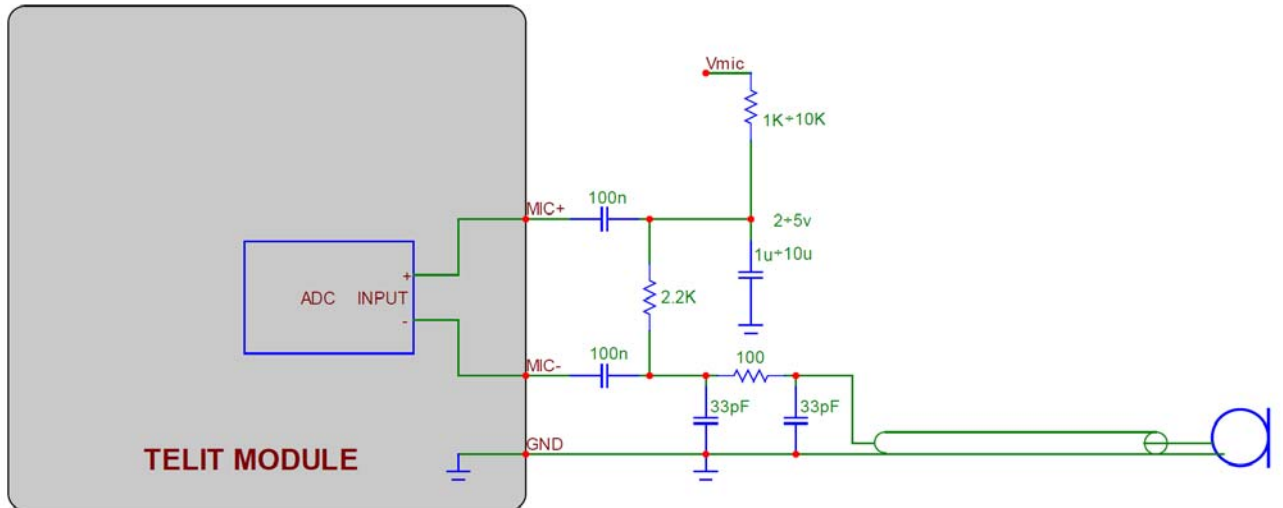 Vmic
1K÷10K
MIC+
100n
2÷5v
1u÷10u
+
ADC INPUT
-
2.2K
MIC-
100n
100
33pF
33pF
GND
TELIT MODULE